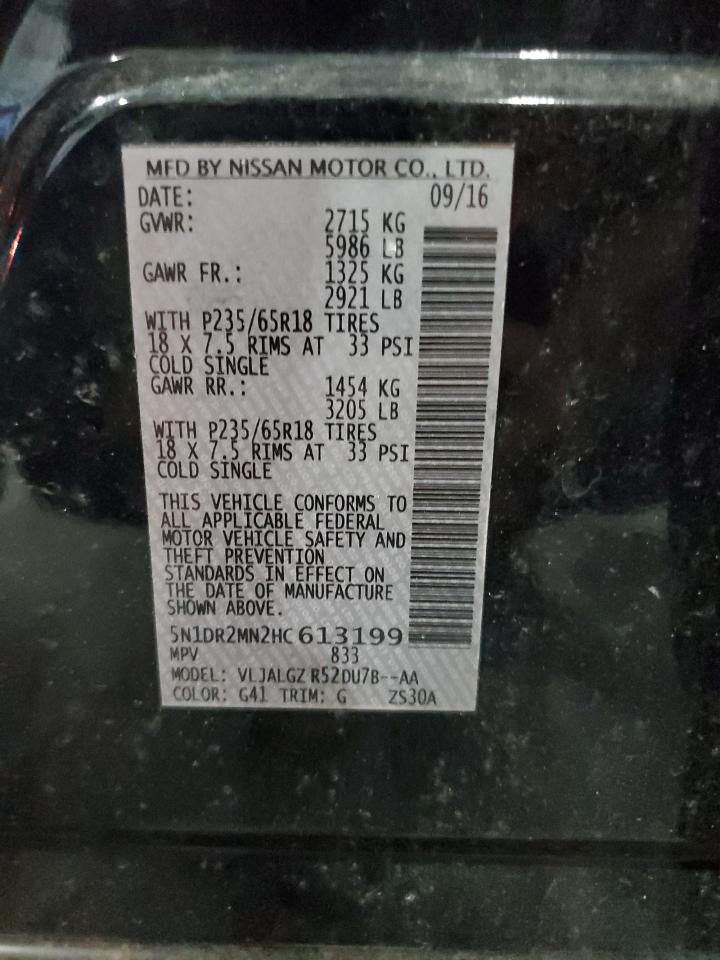 MFD BY NISSAN MOTOR CO., LTD.
DATE: 09/16
GVWR: 2715 KG
5986 LB
GAWR FR.: 1325 KG
2921 LB
WITH P235/65R18 TIRES
18 X 7.5 RIMS AT 33 PSI
COLD SINGLE
GAWR RR.: 1454 KG
3205 LB
WITH P235/65R18 TIRES
18 X 7.5 RIMS AT 33 PSI
COLD SINGLE
THIS VEHICLE CONFORMS TO
ALL APPLICABLE FEDERAL
MOTOR VEHICLE SAFETY AND
THEFT PREVENTION
STANDARDS IN EFFECT ON
THE DATE OF MANUFACTURE
SHOWN ABOVE.
5N1DR2MN2HC613199
MPV 833
MODEL: VLJALGZ R52DU7B--AA
COLOR: G41 TRIM: G ZS30A